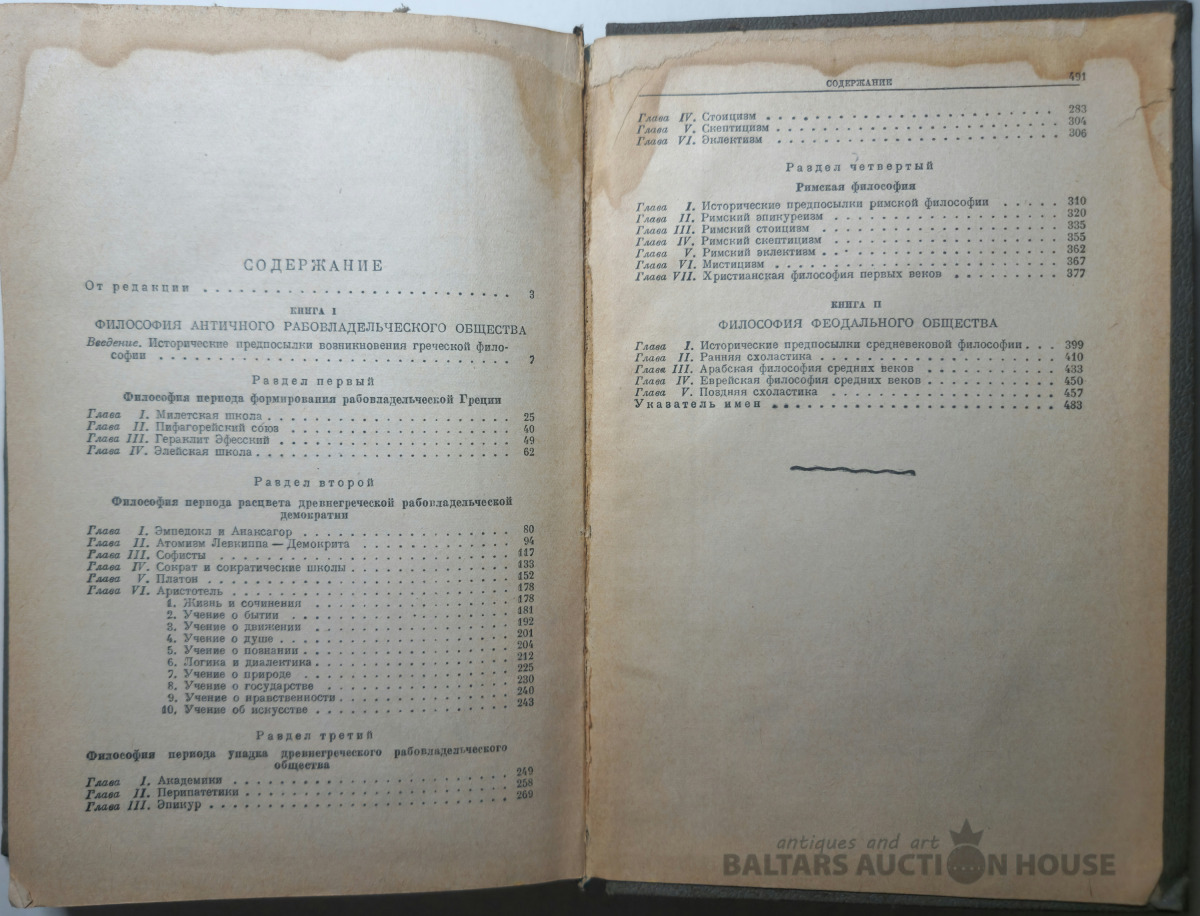 СОДЕРЖАНИЕ
От редакции . . . . . . . . . . . . . . . . . . . . . . . . 3
КНИГА I
ФИЛОСОФИЯ АНТИЧНОГО РАБОВЛАДЕЛЬЧЕСКОГО ОБЩЕСТВА
Введение. Исторические предпосылки возникновения греческой фило-
софии . . . . . . . . . . . . . . . . . . . . . . . . 7
Раздел первый
Философия периода формирования рабовладельческой Греции
Глава I. Милетская школа . . . . . . . . . . . . . . . . 25
Глава II. Пифагорейский союз . . . . . . . . . . . . . . . . 40
Глава III. Гераклит Эфесский . . . . . . . . . . . . . . . . 49
Глава IV. Элейская школа . . . . . . . . . . . . . . . . 62
Раздел второй
Философия периода расцвета древнегреческой рабовладельческой
демократии
Глава I. Эмпедокл и Анаксагор . . . . . . . . . . . . . . 80
Глава II. Атомизм Левкиппа — Демокрита . . . . . . . . . . 94
Глава III. Софисты . . . . . . . . . . . . . . . . . . 117
Глава IV. Сократ и сократические школы . . . . . . . . . . 133
Глава V. Платон . . . . . . . . . . . . . . . . . . 152
Глава VI. Аристотель . . . . . . . . . . . . . . . . . . 178
1. Жизнь и сочинения . . . . . . . . . . . . . . 178
2. Учение о бытии . . . . . . . . . . . . . . 181
3. Учение о движении . . . . . . . . . . . . . . 192
4. Учение о душе . . . . . . . . . . . . . . 201
5. Учение о познании . . . . . . . . . . . . . . 204
6. Логика и диалектика . . . . . . . . . . . . . . 212
7. Учение о природе . . . . . . . . . . . . . . 225
8. Учение о государстве . . . . . . . . . . . . . . 230
9. Учение о нравственности . . . . . . . . . . . . . . 240
10. Учение об искусстве . . . . . . . . . . . . . . 243
Раздел третий
Философия периода упадка древнегреческого рабовладельческого
общества
Глава I. Академики . . . . . . . . . . . . . . . . . . 249
Глава II. Перипатетики . . . . . . . . . . . . . . . . . . 258
Глава III. Эпикур . . . . . . . . . . . . . . . . . . 269
СОДЕРЖАНИЕ 491
Глава IV. Стоицизм . . . . . . . . . . . . . . . . . . 283
Глава V. Скептицизм . . . . . . . . . . . . . . . . . . 304
Глава VI. Эклектизм . . . . . . . . . . . . . . . . . . 306
Раздел четвертый
Римская философия
Глава I. Исторические предпосылки римской философии . . . . . 310
Глава II. Римский эпикуреизм . . . . . . . . . . . . . . . 320
Глава III. Римский стоицизм . . . . . . . . . . . . . . . 335
Глава IV. Римский скептицизм . . . . . . . . . . . . . . . 355
Глава V. Римский эклектизм . . . . . . . . . . . . . . . 362
Глава VI. Мистицизм . . . . . . . . . . . . . . . 367
Глава VII. Христианская философия первых веков . . . . . . . . 377
КНИГА II
ФИЛОСОФИЯ ФЕОДАЛЬНОГО ОБЩЕСТВА
Глава I. Исторические предпосылки средневековой философии . . . 399
Глава II. Ранняя схоластика . . . . . . . . . . . . . . . 410
Глава III. Арабская философия средних веков . . . . . . . . . 433
Глава IV. Еврейская философия средних веков . . . . . . . . . 450
Глава V. Поздняя схоластика . . . . . . . . . . . . . . . 457
Указатель имен . . . . . . . . . . . . . . . . . . 483
antiques and art
BALTARS AUCTION HOUSE